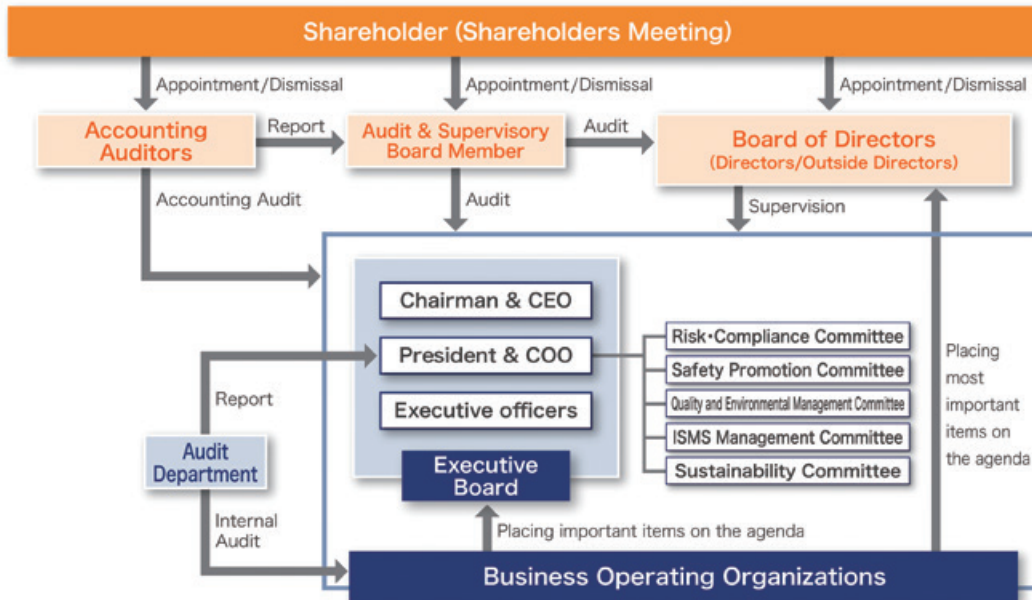 Shareholder (Shareholders Meeting)
Appointment/Dismissal
Appointment/Dismissal
Appointment/Dismissal
Accounting
Auditors
Report
Audit & Supervisory
Board Member
Audit
Board of Directors
(Directors/Outside Directors)
Accounting Audit
Audit
Supervision
Chairman & CEO
President & COO
Executive officers
Executive
Board
Risk・Compliance Committee
Safety Promotion Committee
Quality and Environmental Management Committee
ISMS Management Committee
Sustainability Committee
Placing
most
important
items on
the agenda
Report
Audit
Department
Internal
Audit
Placing important items on the agenda
Business Operating Organizations